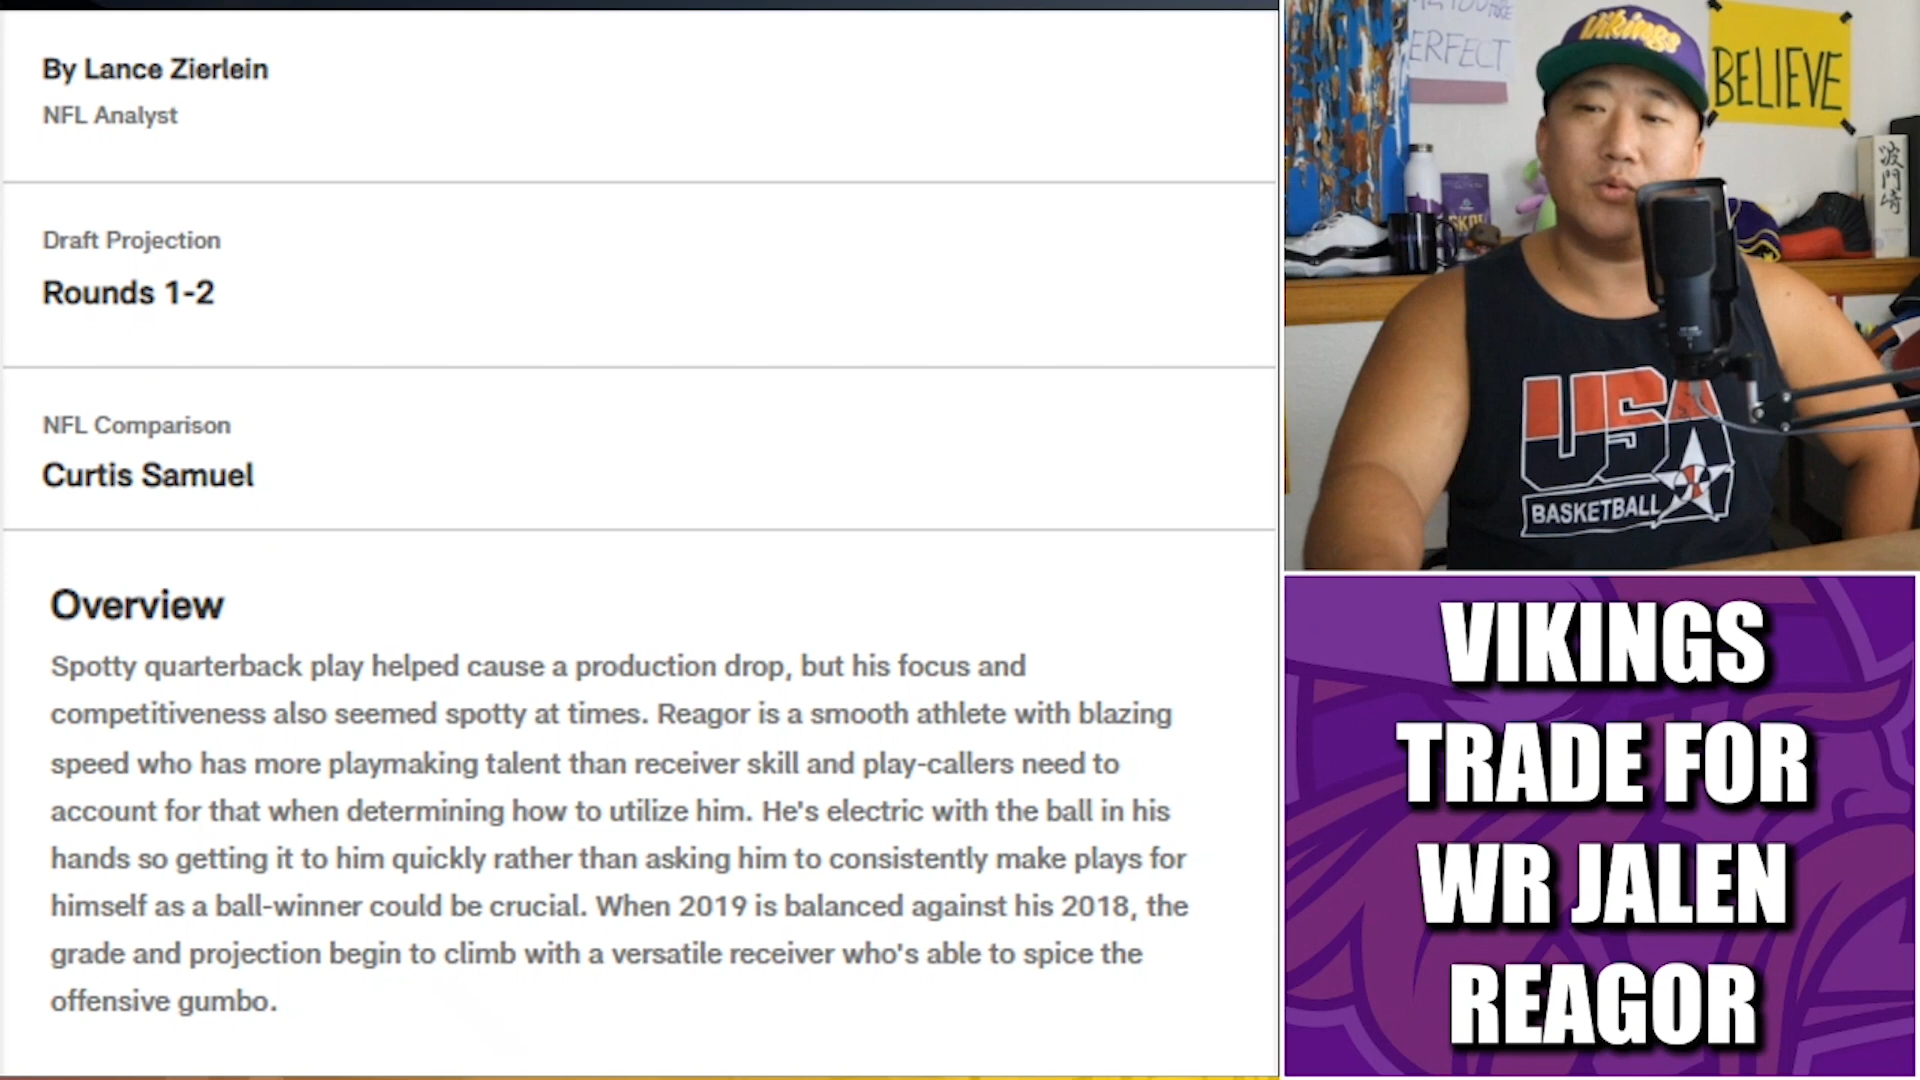 By Lance Zierlein
NFL Analyst
Draft Projection
Rounds 1-2
NFL Comparison
Curtis Samuel
Overview
Spotty quarterback play helped cause a production drop, but his focus and
competitiveness also seemed spotty at times. Reagor is a smooth athlete with blazing
speed who has more playmaking talent than receiver skill and play-callers need to
account for that when determining how to utilize him. He's electric with the ball in his
hands so getting it to him quickly rather than asking him to consistently make plays for
himself as a ball-winner could be crucial. When 2019 is balanced against his 2018, the
grade and projection begin to climb with a versatile receiver who's able to spice the
offensive gumbo.
ERFECT
Vikings
BELIEVE
SKOL
波門崎
USA
BASKETBALL
VIKINGS
TRADE FOR
WR JALEN
REAGOR